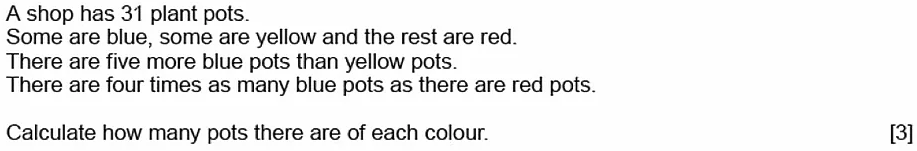 A shop has 31 plant pots.
Some are blue, some are yellow and the rest are red.
There are five more blue pots than yellow pots.
There are four times as many blue pots as there are red pots.
Calculate how many pots there are of each colour. [3]